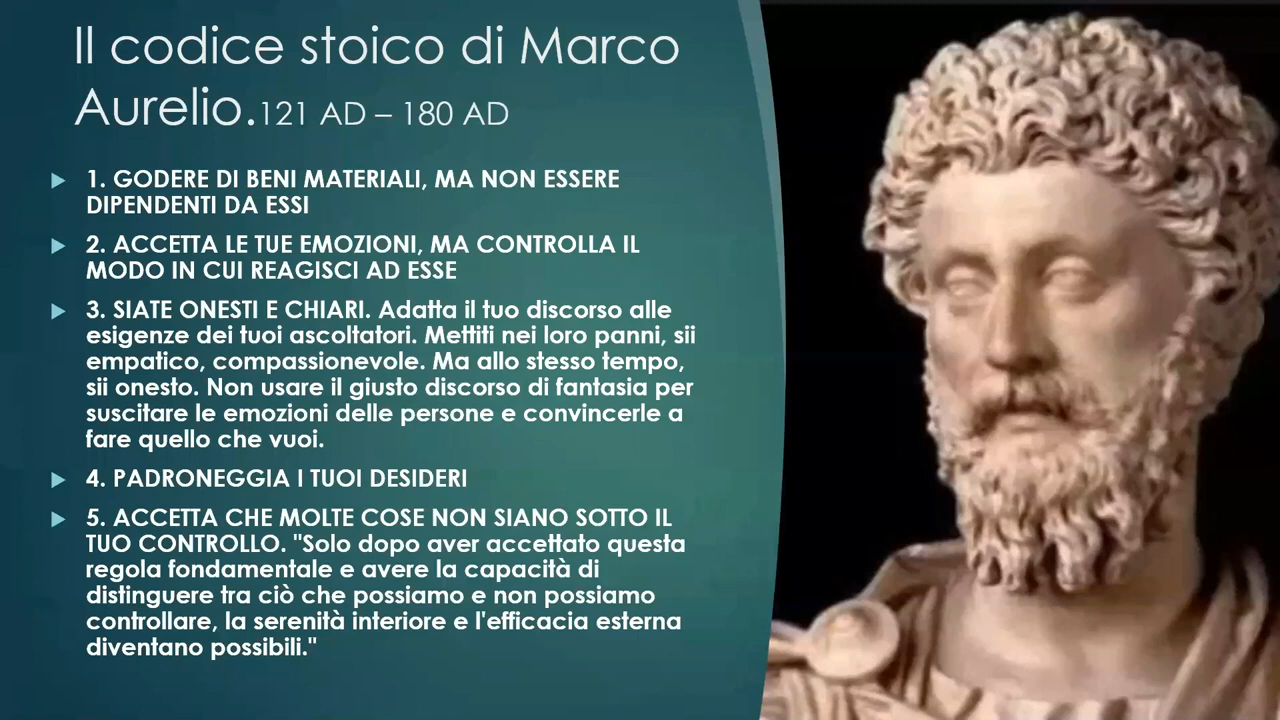 Il codice stoico di Marco
Aurelio.121 AD – 180 AD
1. GODERE DI BENI MATERIALI, MA NON ESSERE
DIPENDENTI DA ESSI
2. ACCETTA LE TUE EMOZIONI, MA CONTROLLA IL
MODO IN CUI REAGISCI AD ESSE
3. SIATE ONESTI E CHIARI. Adatta il tuo discorso alle
esigenze dei tuoi ascoltatori. Mettiti nei loro panni, sii
empatico, compassionevole. Ma allo stesso tempo,
sii onesto. Non usare il giusto discorso di fantasia per
suscitare le emozioni delle persone e convincerle a
fare quello che vuoi.
4. PADRONEGGIA I TUOI DESIDERI
5. ACCETTA CHE MOLTE COSE NON SIANO SOTTO IL
TUO CONTROLLO. "Solo dopo aver accettato questa
regola fondamentale e avere la capacità di
distinguere tra ciò che possiamo e non possiamo
controllare, la serenità interiore e l'efficacia esterna
diventano possibili."